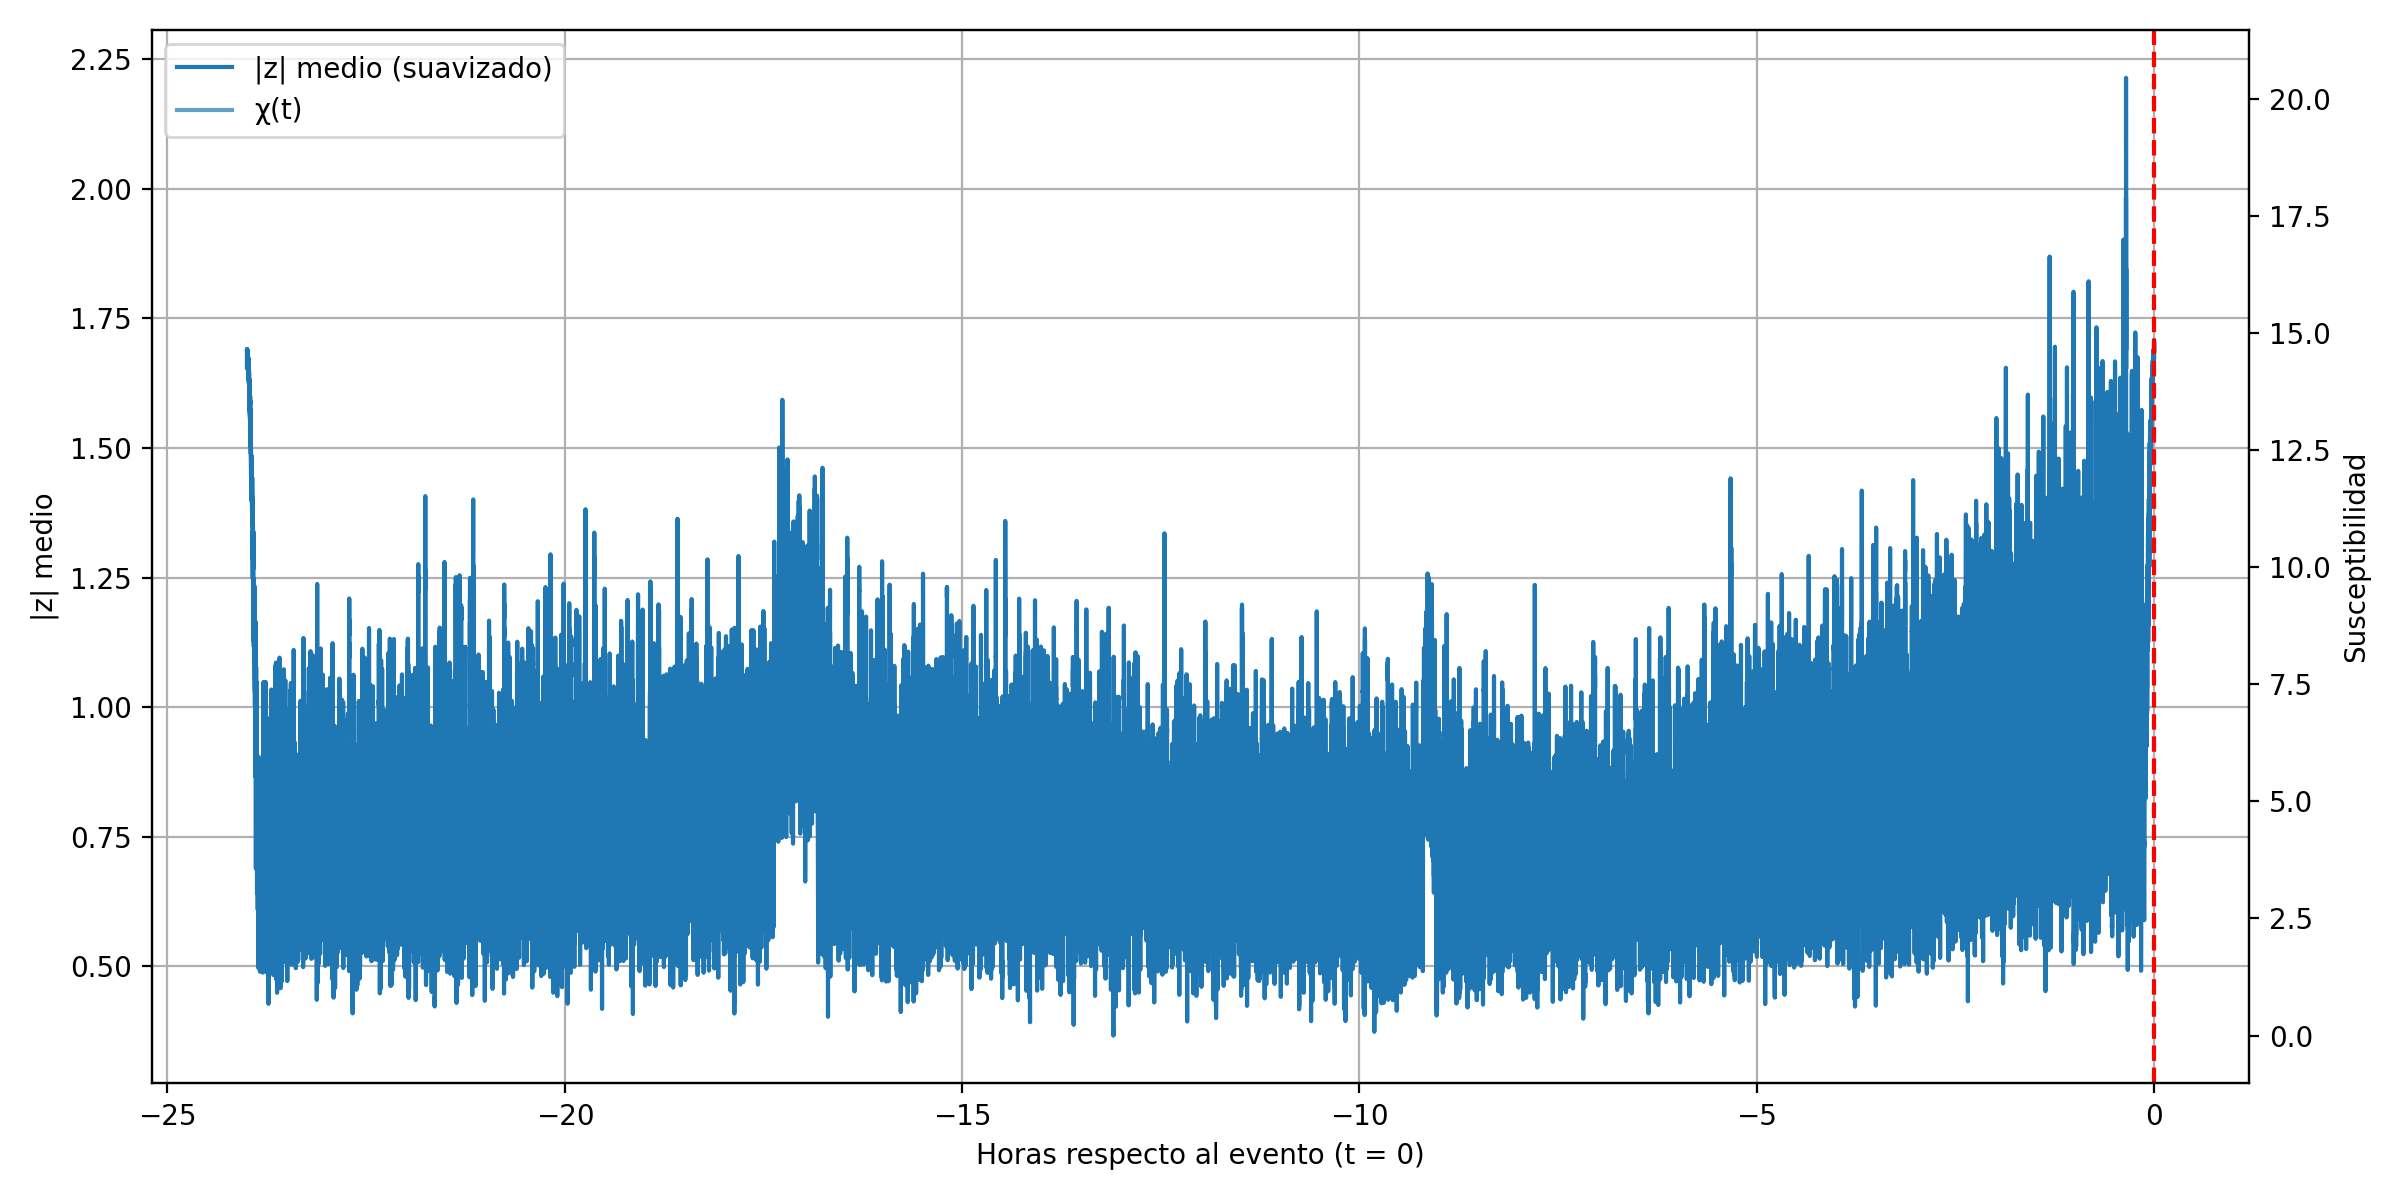 |z| medio (suavizado)
χ(t)
2.25
2.00
1.75
1.50
1.25
1.00
0.75
0.50
|z| medio
20.0
17.5
15.0
12.5
10.0
7.5
5.0
2.5
0.0
Susceptibilidad
−25 −20 −15 −10 −5 0
Horas respecto al evento (t = 0)